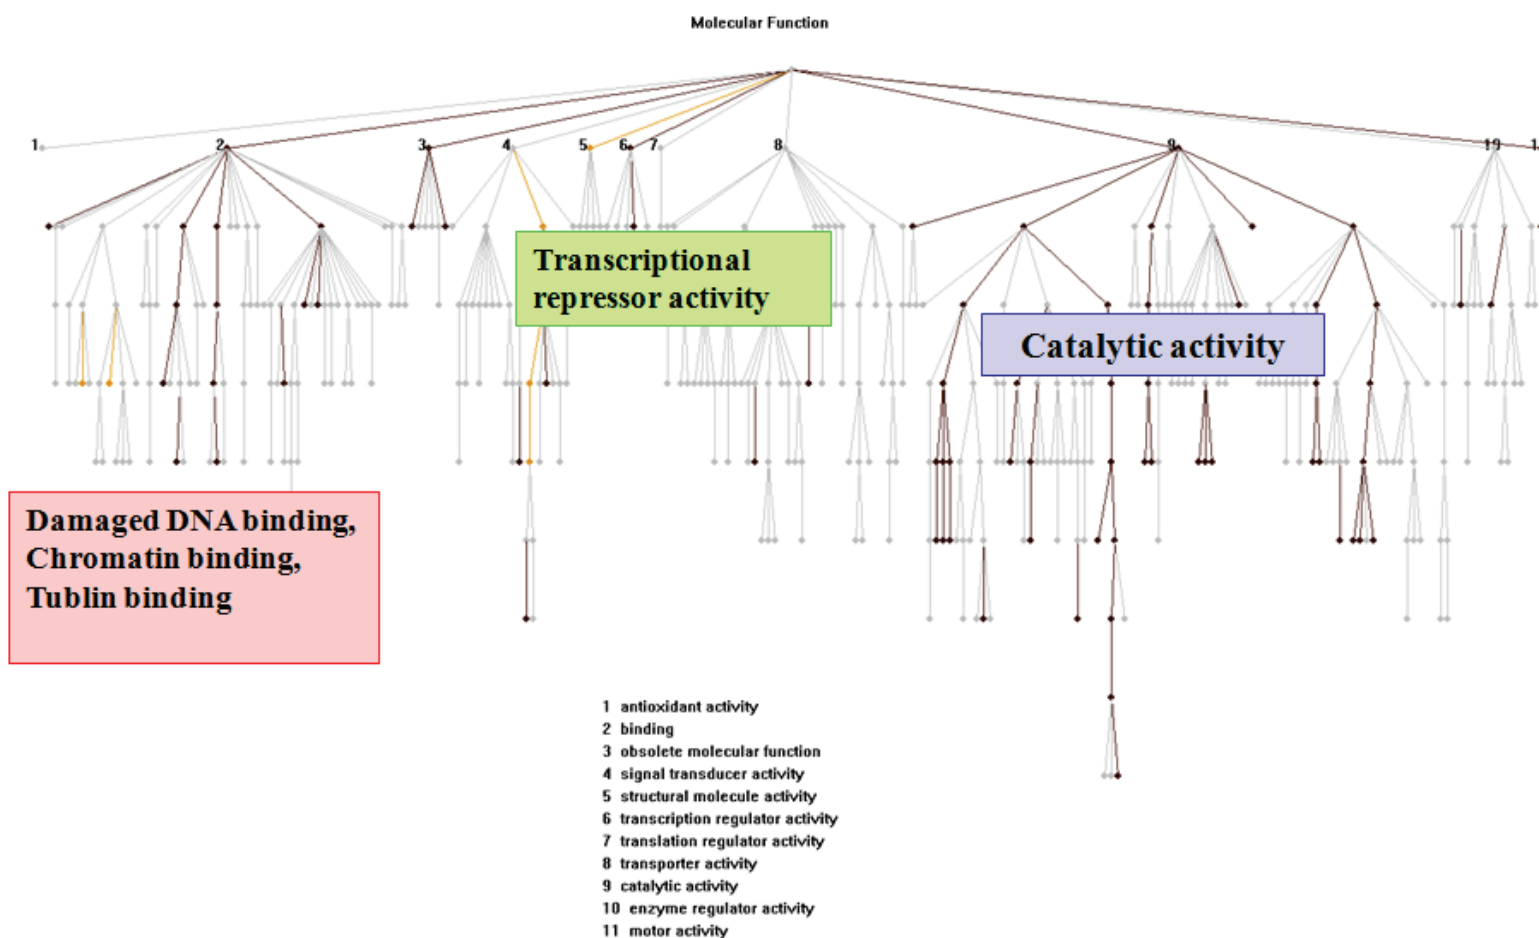 Molecular Function
1
2
3
4
5
6
7
8
9
10
1
Transcriptional
repressor activity
Catalytic activity
Damaged DNA binding,
Chromatin binding,
Tublin binding
1 antioxidant activity
2 binding
3 obsolete molecular function
4 signal transducer activity
5 structural molecule activity
6 transcription regulator activity
7 translation regulator activity
8 transporter activity
9 catalytic activity
10 enzyme regulator activity
11 motor activity